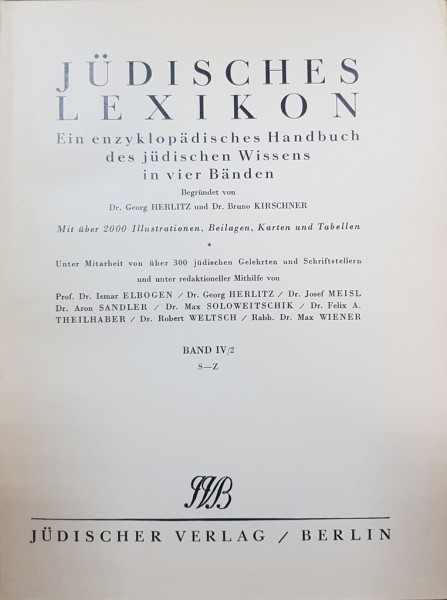 JÜDISCHES
LEXIKON
Ein enzyklopädisches Handbuch
des jüdischen Wissens
in vier Bänden
Begründet von
Dr. Georg HERLITZ und Dr. Bruno KIRSCHNER
Mit über 2000 Illustrationen, Beilagen, Karten und Tabellen
*
Unter Mitarbeit von über 300 jüdischen Gelehrten und Schriftstellern
und unter redaktioneller Mithilfe von
Prof. Dr. Ismar ELBOGEN / Dr. Georg HERLITZ / Dr. Josef MEISL
Dr. Aron SANDLER / Dr. Max SOLOWEITSCHIK / Dr. Felix A.
THEILHABER / Dr. Robert WELTSCH / Rabb. Dr. Max WIENER
BAND IV/2
S—Z
JVB
JÜDISCHER VERLAG / BERLIN